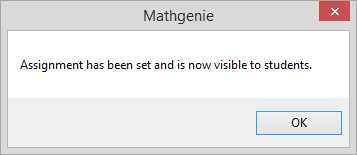 Mathgenie
Assignment has been set and is now visible to students.
OK